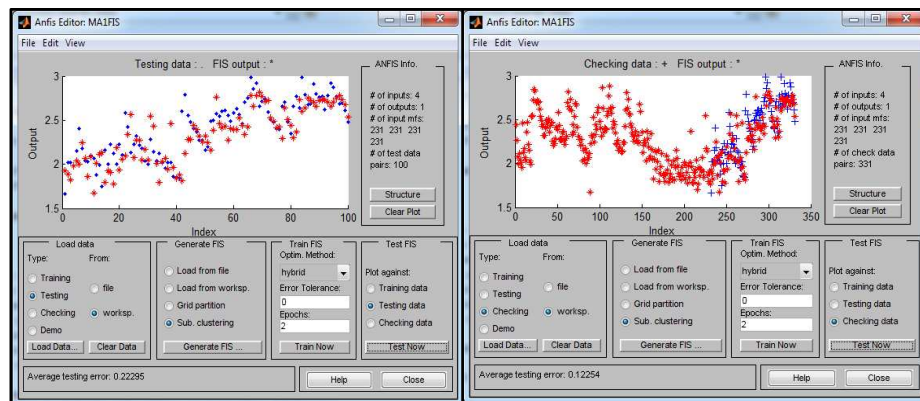 Anfis Editor: MA1FIS
File Edit View
Testing data : . FIS output : *
3
2.5
2
1.5
Output
0 20 40 60 80 100
Index
ANFIS Info.
# of inputs: 4
# of outputs: 1
# of input mfs:
231 231 231
231
# of test data
pairs: 100
Structure
Clear Plot
Load data
Type: From:
Training
Testing
Checking
Demo
file
worksp.
Load Data... Clear Data
Generate FIS
Load from file
Load from worksp.
Grid partition
Sub. clustering
Generate FIS ...
Train FIS
Optim. Method:
hybrid
Error Tolerance:
0
Epochs:
2
Train Now
Test FIS
Plot against:
Training data
Testing data
Checking data
Test Now
Average testing error: 0.22295
Help Close
Anfis Editor: MA1FIS
File Edit View
Checking data : + FIS output : *
3
2.5
2
1.5
Output
0 50 100 150 200 250 300 350
Index
ANFIS Info.
# of inputs: 4
# of outputs: 1
# of input mfs:
231 231 231
231
# of check data
pairs: 331
Structure
Clear Plot
Load data
Type: From:
Training
Testing
Checking
Demo
file
worksp.
Load Data... Clear Data
Generate FIS
Load from file
Load from worksp.
Grid partition
Sub. clustering
Generate FIS ...
Train FIS
Optim. Method:
hybrid
Error Tolerance:
0
Epochs:
2
Train Now
Test FIS
Plot against:
Training data
Testing data
Checking data
Test Now
Average testing error: 0.12254
Help Close